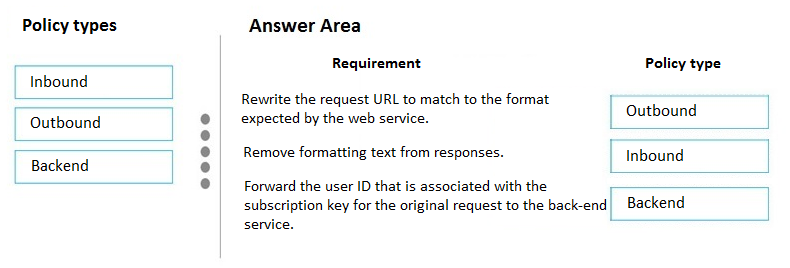 Policy types
Answer Area
Requirement
Policy type
Inbound
Outbound
Backend
Rewrite the request URL to match to the format
expected by the web service.
Outbound
Remove formatting text from responses.
Inbound
Forward the user ID that is associated with the
subscription key for the original request to the back-end
service.
Backend